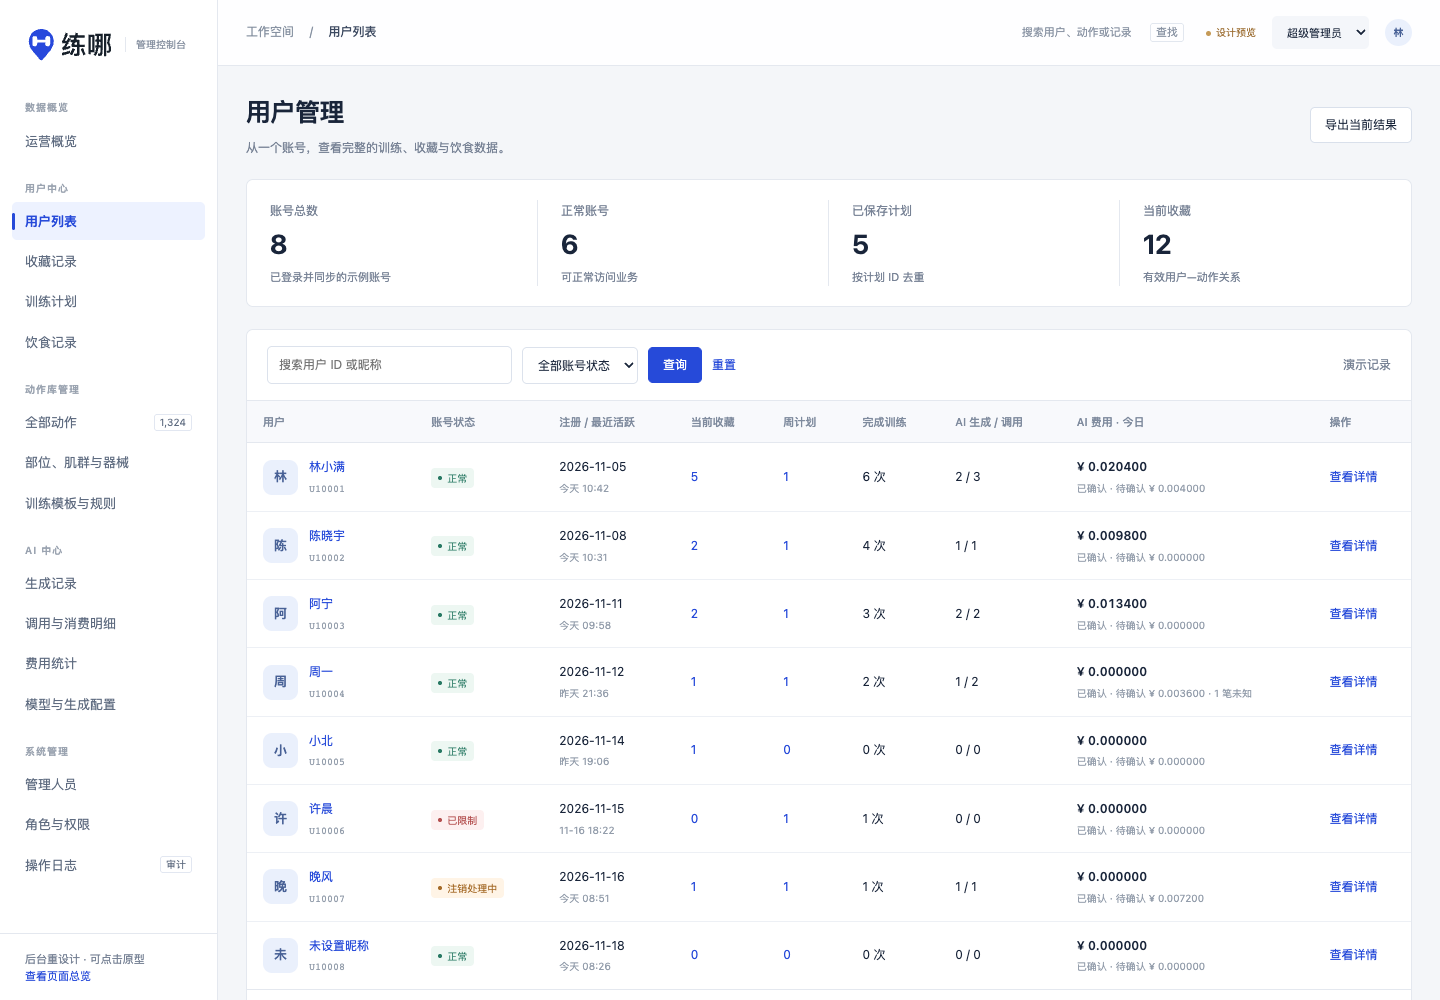 练哪 管理控制台
数据概览
运营概览
用户中心
用户列表
收藏记录
训练计划
饮食记录
动作库管理
全部动作 1,324
部位、肌群与器械
训练模板与规则
AI 中心
生成记录
调用与消费明细
费用统计
模型与生成配置
系统管理
管理人员
角色与权限
操作日志 审计
后台重设计 · 可点击原型
查看页面总览
工作空间 / 用户列表
搜索用户、动作或记录 查找 设计预览 超级管理员 林
用户管理
从一个账号，查看完整的训练、收藏与饮食数据。
导出当前结果
账号总数
8
已登录并同步的示例账号
正常账号
6
可正常访问业务
已保存计划
5
按计划 ID 去重
当前收藏
12
有效用户—动作关系
搜索用户 ID 或昵称 全部账号状态 查询 重置 演示记录
用户 账号状态 注册 / 最近活跃 当前收藏 周计划 完成训练 AI 生成 / 调用 AI 费用 · 今日 操作
林 林小满 正常 2026-11-05 5 1 6 次 2 / 3 ¥ 0.020400 查看详情
U10001 今天 10:42 已确认 · 待确认 ¥ 0.004000
陈 陈晓宇 正常 2026-11-08 2 1 4 次 1 / 1 ¥ 0.009800 查看详情
U10002 今天 10:31 已确认 · 待确认 ¥ 0.000000
阿 阿宁 正常 2026-11-11 2 1 3 次 2 / 2 ¥ 0.013400 查看详情
U10003 今天 09:58 已确认 · 待确认 ¥ 0.000000
周 周一 正常 2026-11-12 1 1 2 次 1 / 2 ¥ 0.000000 查看详情
U10004 昨天 21:36 已确认 · 待确认 ¥ 0.003600 · 1 笔未知
小 小北 正常 2026-11-14 1 0 0 次 0 / 0 ¥ 0.000000 查看详情
U10005 昨天 19:06 已确认 · 待确认 ¥ 0.000000
许 许晨 已限制 2026-11-15 0 1 1 次 0 / 0 ¥ 0.000000 查看详情
U10006 11-16 18:22 已确认 · 待确认 ¥ 0.000000
晚 晚风 注销处理中 2026-11-16 1 1 1 次 1 / 1 ¥ 0.000000 查看详情
U10007 今天 08:51 已确认 · 待确认 ¥ 0.007200
未 未设置昵称 正常 2026-11-18 0 0 0 次 0 / 0 ¥ 0.000000 查看详情
U10008 今天 08:26 已确认 · 待确认 ¥ 0.000000